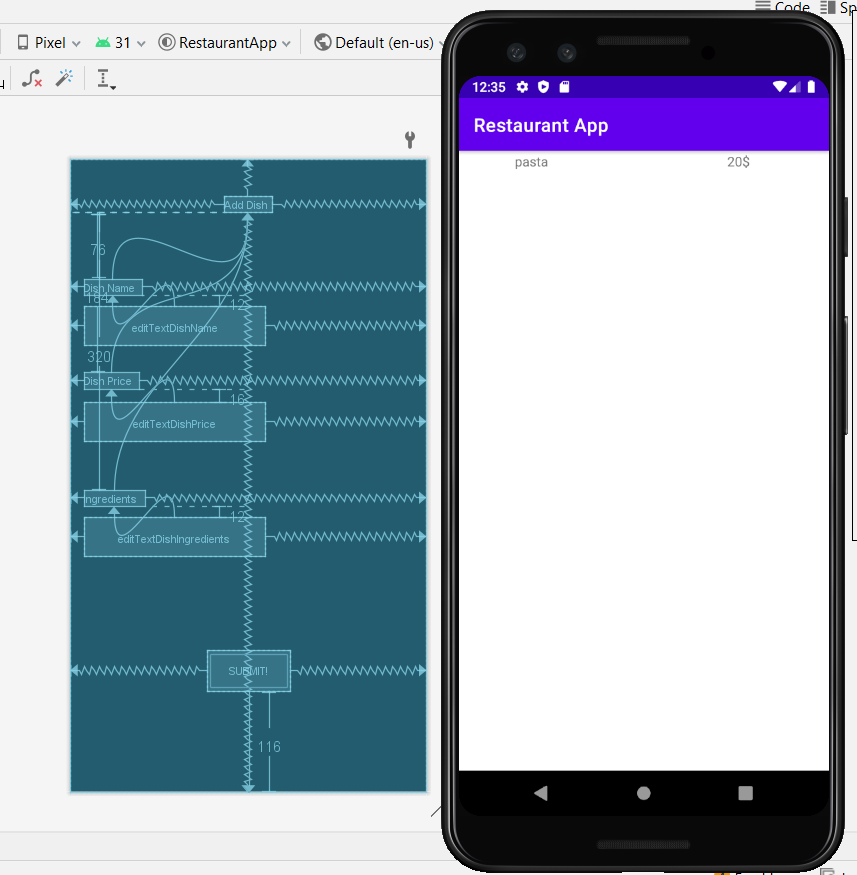 Code
Sp
Pixel
31
RestaurantApp
Default (en-us)
Add Dish
76
Dish Name
184
12
editTextDishName
320
Dish Price
16
editTextDishPrice
ngredients
12
editTextDishIngredients
SUBMIT!
116
12:35
Restaurant App
pasta 20$